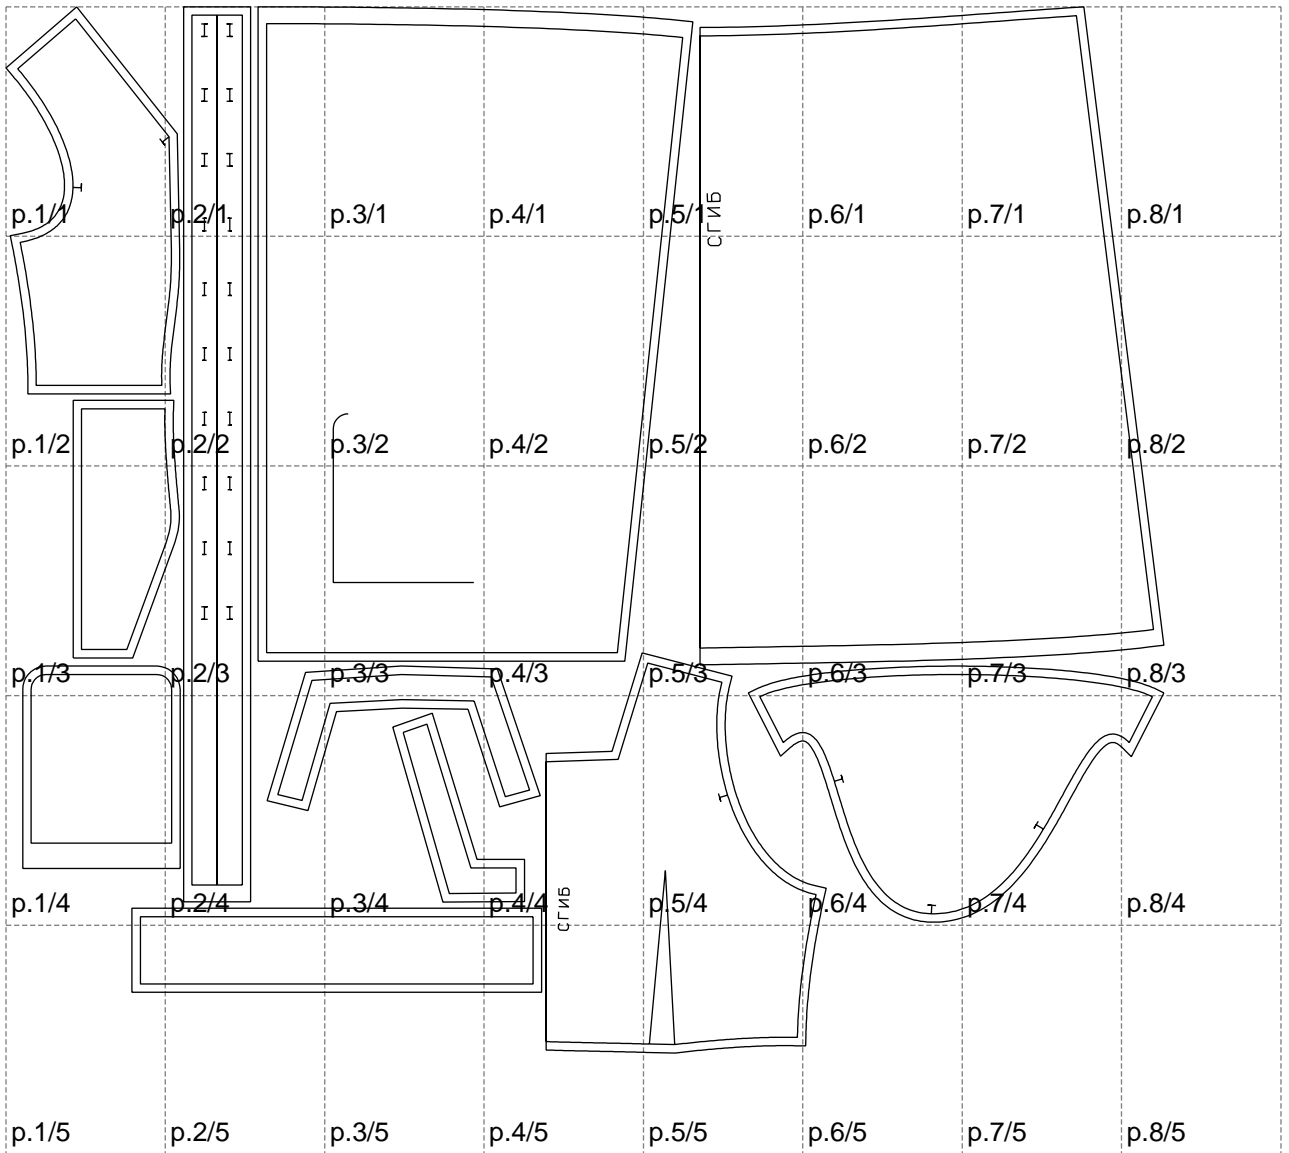 p.1/1 p.2/1 p.3/1 p.4/1 p.5/1 p.6/1 p.7/1 p.8/1
СГИБ
p.1/2 p.2/2 p.3/2 p.4/2 p.5/2 p.6/2 p.7/2 p.8/2
p.1/3 p.2/3 p.3/3 p.4/3 p.5/3 p.6/3 p.7/3 p.8/3
p.1/4 p.2/4 p.3/4 p.4/4 p.5/4 p.6/4 p.7/4 p.8/4
СГИБ
p.1/5 p.2/5 p.3/5 p.4/5 p.5/5 p.6/5 p.7/5 p.8/5